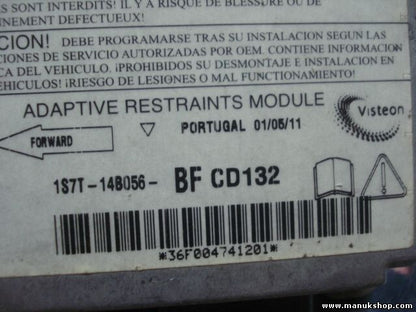 SONT INTERDITS! IL Y A RISQUE DE BLESSURE OU DE
NEMENT DEFECTUEUX!
CION! DEBE PROGRAMARSE TRAS SU INSTALACION SEGUN LAS
CIONES DE SERVICIO AUTORIZADAS POR OEM. CONTIENE INFORMACION
CA DEL VEHICULO. ¡PROHIBIDOS SU DESMONTAJE E INSTALACION EN
EHICULOS! ¡RIESGO DE LESIONES O MAL FUNCIONAMIENTO!
ADAPTIVE RESTRAINTS MODULE
FORWARD
PORTUGAL 01/05/11
Visteon
1S7T-14B056- BF CD132
*36F004741201*
www.manukshop.com